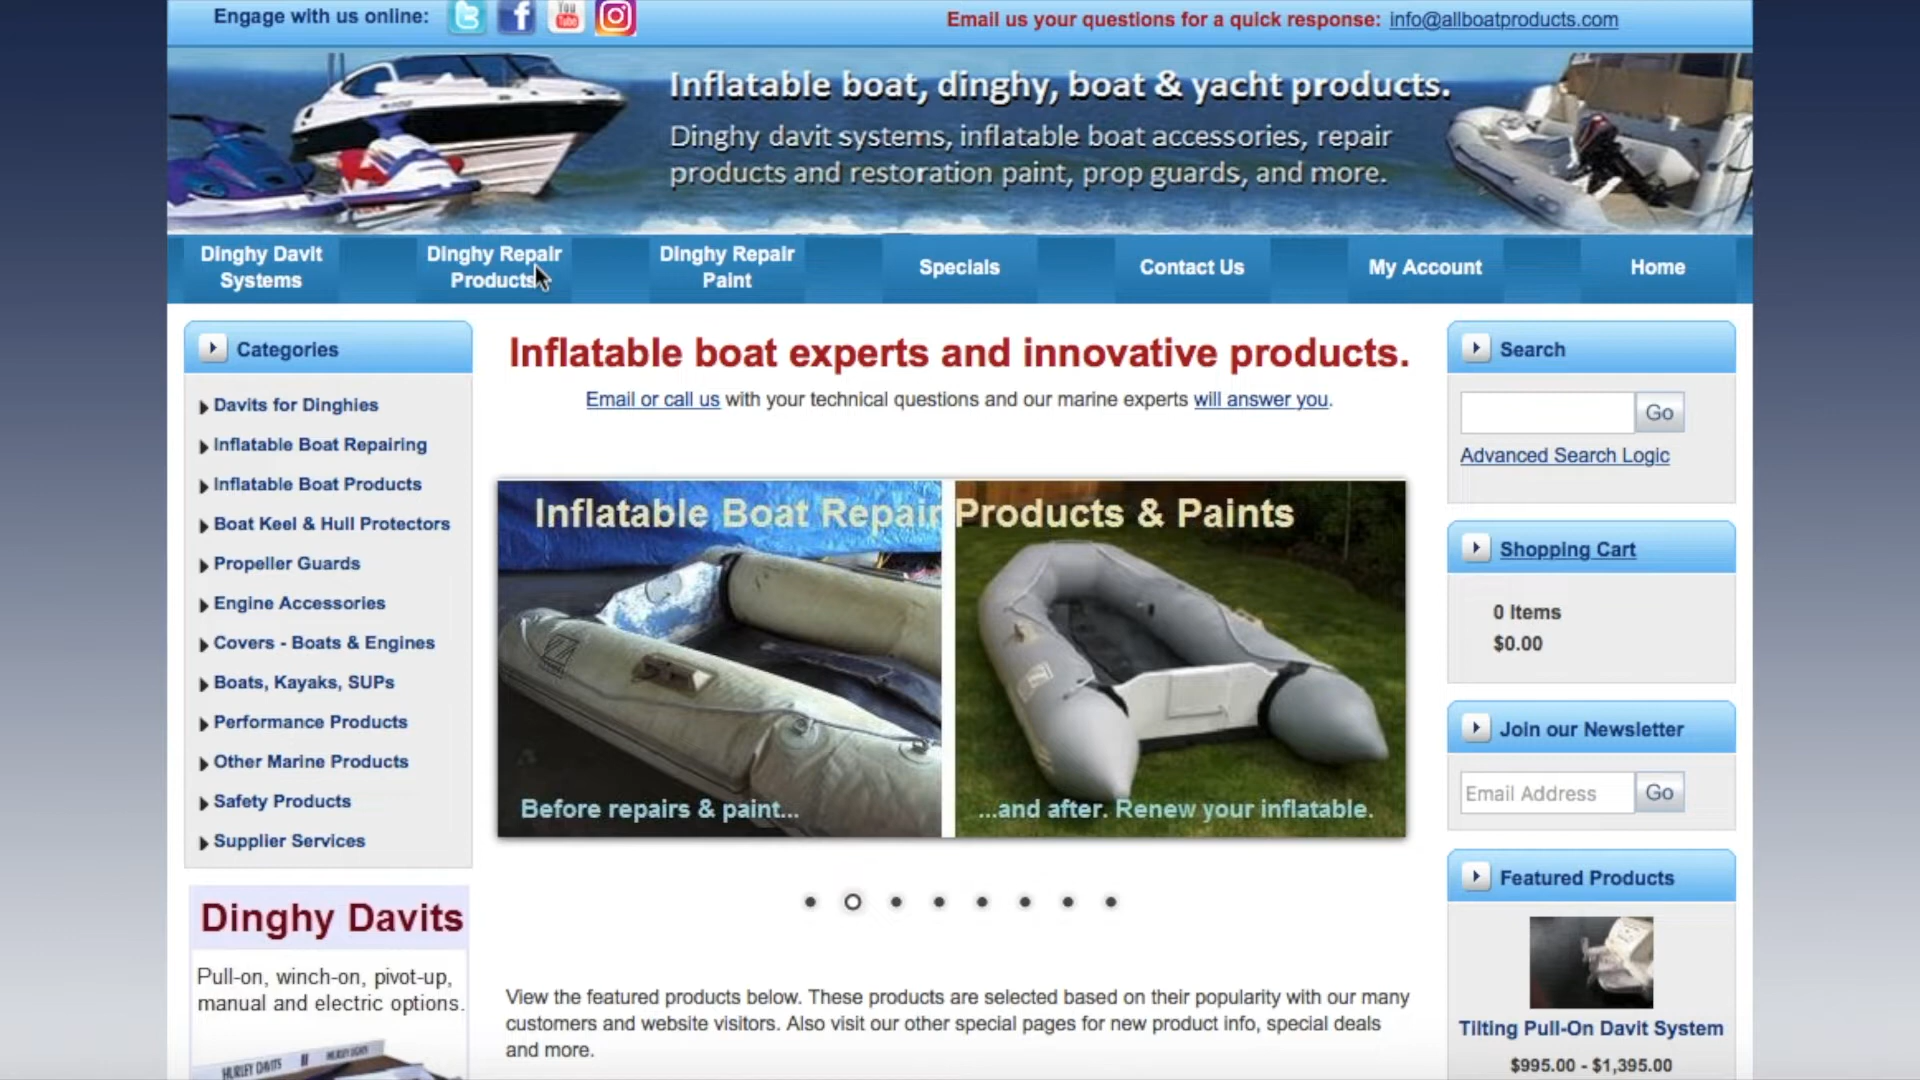 Engage with us online:
You
Tube
Email us your questions for a quick response: info@allboatproducts.com
Inflatable boat, dinghy, boat & yacht products.
Dinghy davit systems, inflatable boat accessories, repair
products and restoration paint, prop guards, and more.
Dinghy Davit
Systems
Dinghy Repair
Products
Dinghy Repair
Paint
Specials
Contact Us
My Account
Home
Categories
Davits for Dinghies
Inflatable Boat Repairing
Inflatable Boat Products
Boat Keel & Hull Protectors
Propeller Guards
Engine Accessories
Covers - Boats & Engines
Boats, Kayaks, SUPs
Performance Products
Other Marine Products
Safety Products
Supplier Services
Dinghy Davits
Pull-on, winch-on, pivot-up,
manual and electric options.
HURLEY DAVITS
HURLEY DAVITS
Inflatable boat experts and innovative products.
Email or call us with your technical questions and our marine experts will answer you.
Inflatable Boat Repair Products & Paints
Before repairs & paint...
...and after. Renew your inflatable.
View the featured products below. These products are selected based on their popularity with our many
customers and website visitors. Also visit our other special pages for new product info, special deals
and more.
Search
Go
Advanced Search Logic
Shopping Cart
0 Items
$0.00
Join our Newsletter
Email Address
Go
Featured Products
Tilting Pull-On Davit System
$995.00 - $1,395.00